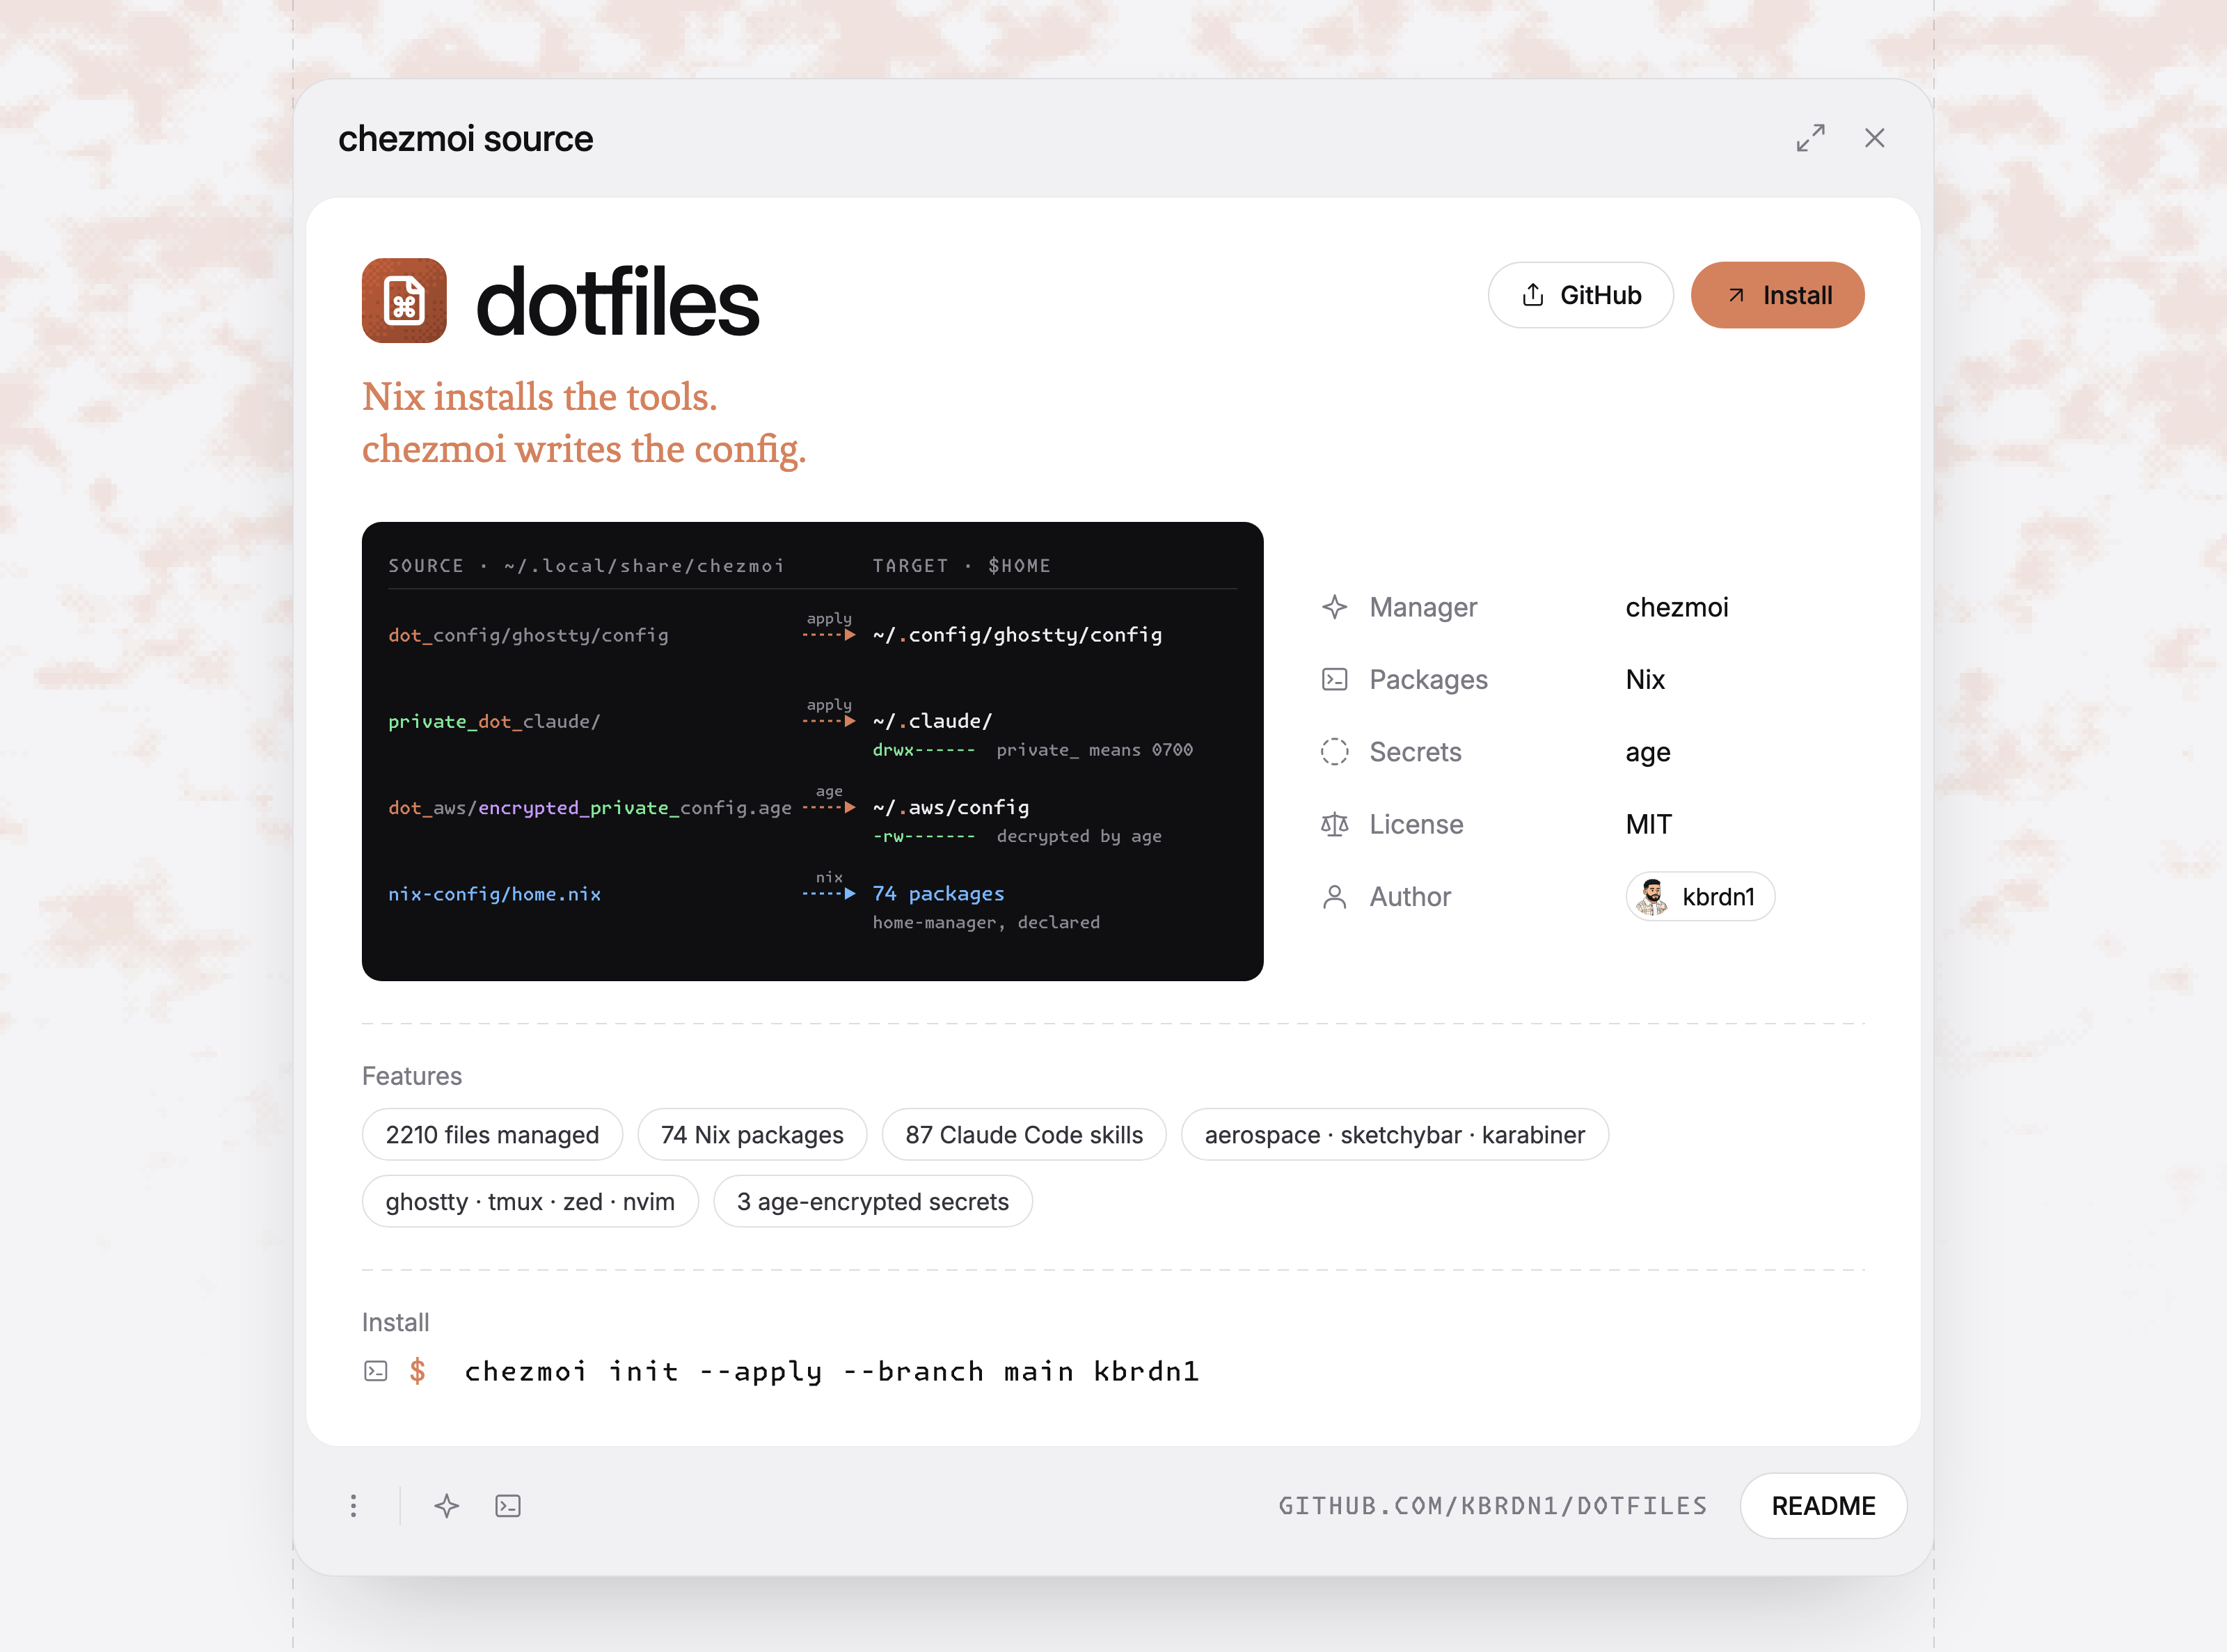 chezmoi source
dotfiles
GitHub
Install
Nix installs the tools.
chezmoi writes the config.
SOURCE · ~/.local/share/chezmoi
TARGET · $HOME
dot_config/ghostty/config
apply
~/.config/ghostty/config
private_dot_claude/
apply
~/.claude/
drwx------ private_ means 0700
dot_aws/encrypted_private_config.age
age
~/.aws/config
-rw------- decrypted by age
nix-config/home.nix
nix
74 packages
home-manager, declared
Manager chezmoi
Packages Nix
Secrets age
License MIT
Author kbrdn1
Features
2210 files managed
74 Nix packages
87 Claude Code skills
aerospace · sketchybar · karabiner
ghostty · tmux · zed · nvim
3 age-encrypted secrets
Install
$ chezmoi init --apply --branch main kbrdn1
GITHUB.COM/KBRDN1/DOTFILES
README